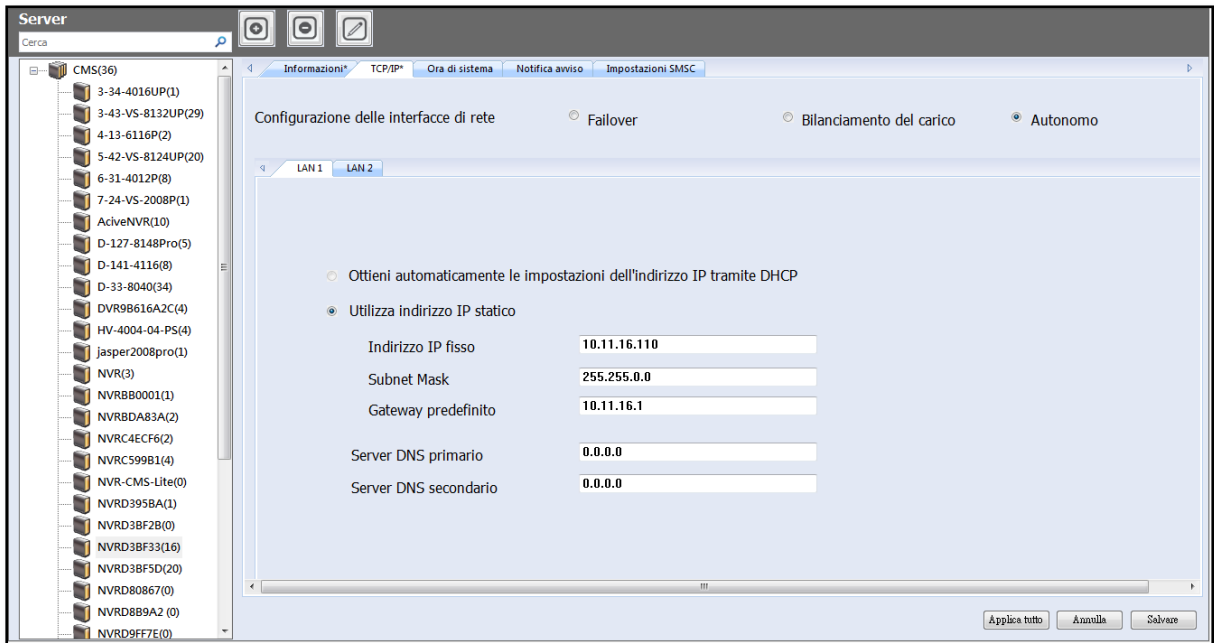 Server
Cerca
CMS(36)
3-34-4016UP(1)
3-43-VS-8132UP(29)
4-13-6116P(2)
5-42-VS-8124UP(20)
6-31-4012P(8)
7-24-VS-2008P(1)
AciveNVR(10)
D-127-8148Pro(5)
D-141-4116(8)
D-33-8040(34)
DVR9B616A2C(4)
HV-4004-04-PS(4)
jasper2008pro(1)
NVR(3)
NVRBB0001(1)
NVRBDA83A(2)
NVRC4ECF6(2)
NVRC599B1(4)
NVR-CMS-Lite(0)
NVRD395BA(1)
NVRD3BF2B(0)
NVRD3BF33(16)
NVRD3BF5D(20)
NVRD80867(0)
NVRD8B9A2 (0)
NVRD9FF7E(0)
Informazioni* TCP/IP* Ora di sistema Notifica avviso Impostazioni SMSC
Configurazione delle interfacce di rete Failover Bilanciamento del carico Autonomo
LAN 1 LAN 2
Ottieni automaticamente le impostazioni dell'indirizzo IP tramite DHCP
Utilizza indirizzo IP statico
Indirizzo IP fisso 10.11.16.110
Subnet Mask 255.255.0.0
Gateway predefinito 10.11.16.1
Server DNS primario 0.0.0.0
Server DNS secondario 0.0.0.0
Applica tutto Annulla Salvare